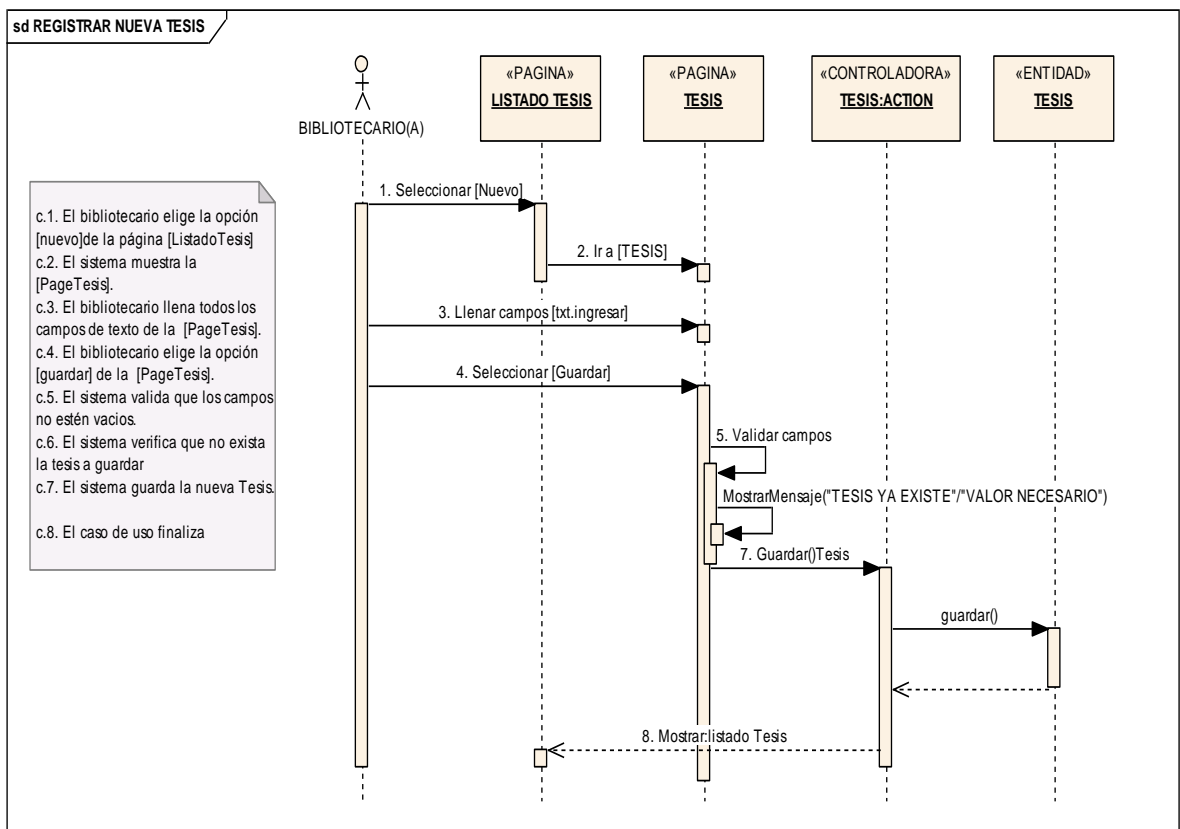 sd REGISTRAR NUEVA TESIS
«PAGINA»
LISTADO TESIS
«PAGINA»
TESIS
«CONTROLADORA»
TESIS:ACTION
«ENTIDAD»
TESIS
BIBLIOTECARIO(A)
c.1. El bibliotecario elige la opción
[nuevo]de la página [ListadoTesis]
c.2. El sistema muestra la
[PageTesis].
c.3. El bibliotecario llena todos los
campos de texto de la  [PageTesis].
c.4. El bibliotecario elige la opción
[guardar] de la  [PageTesis].
c.5. El sistema valida que los campos
no estén vacios.
c.6. El sistema verifica que no exista
la tesis a guardar
c.7. El sistema guarda la nueva Tesis.
c.8. El caso de uso finaliza
1. Seleccionar [Nuevo]
2. Ir a [TESIS]
3. Llenar campos [txt.ingresar]
4. Seleccionar [Guardar]
5. Validar campos
MostrarMensaje("TESIS YA EXISTE"/"VALOR NECESARIO")
7. Guardar()Tesis
guardar()
8. Mostrar:listado Tesis